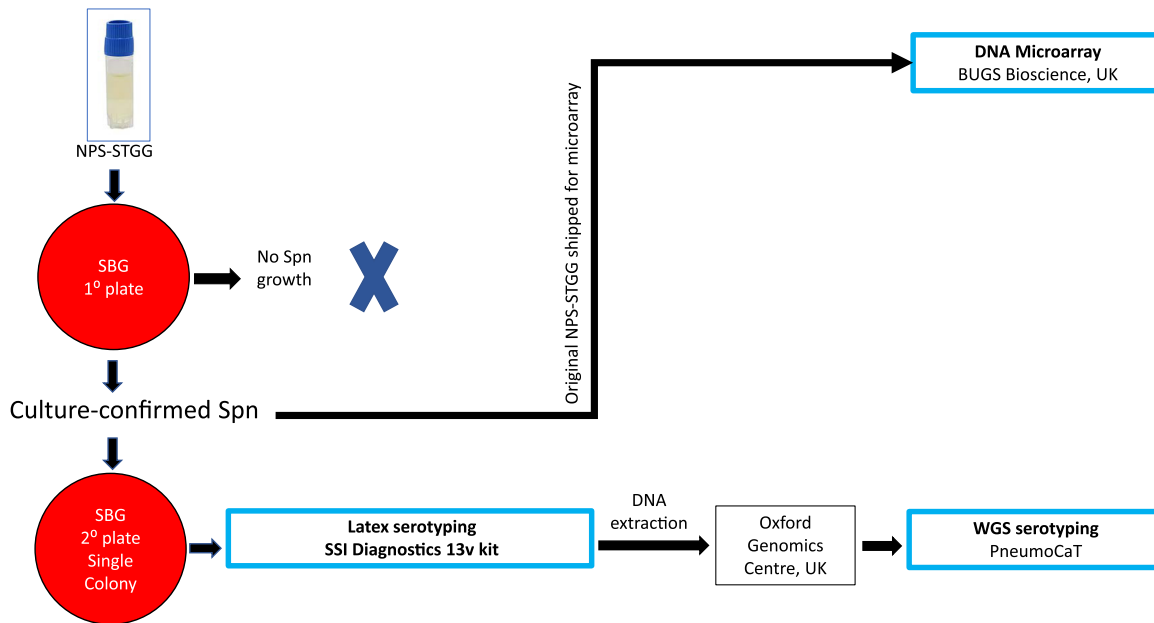 NPS-STGG
SBG
1⁰ plate
No Spn
growth
Culture-confirmed Spn
Original NPS-STGG shipped for microarray
DNA Microarray
BUGS Bioscience, UK
SBG
2⁰ plate
Single
Colony
Latex serotyping
SSI Diagnostics 13v kit
DNA
extraction
Oxford
Genomics
Centre, UK
WGS serotyping
PneumoCaT